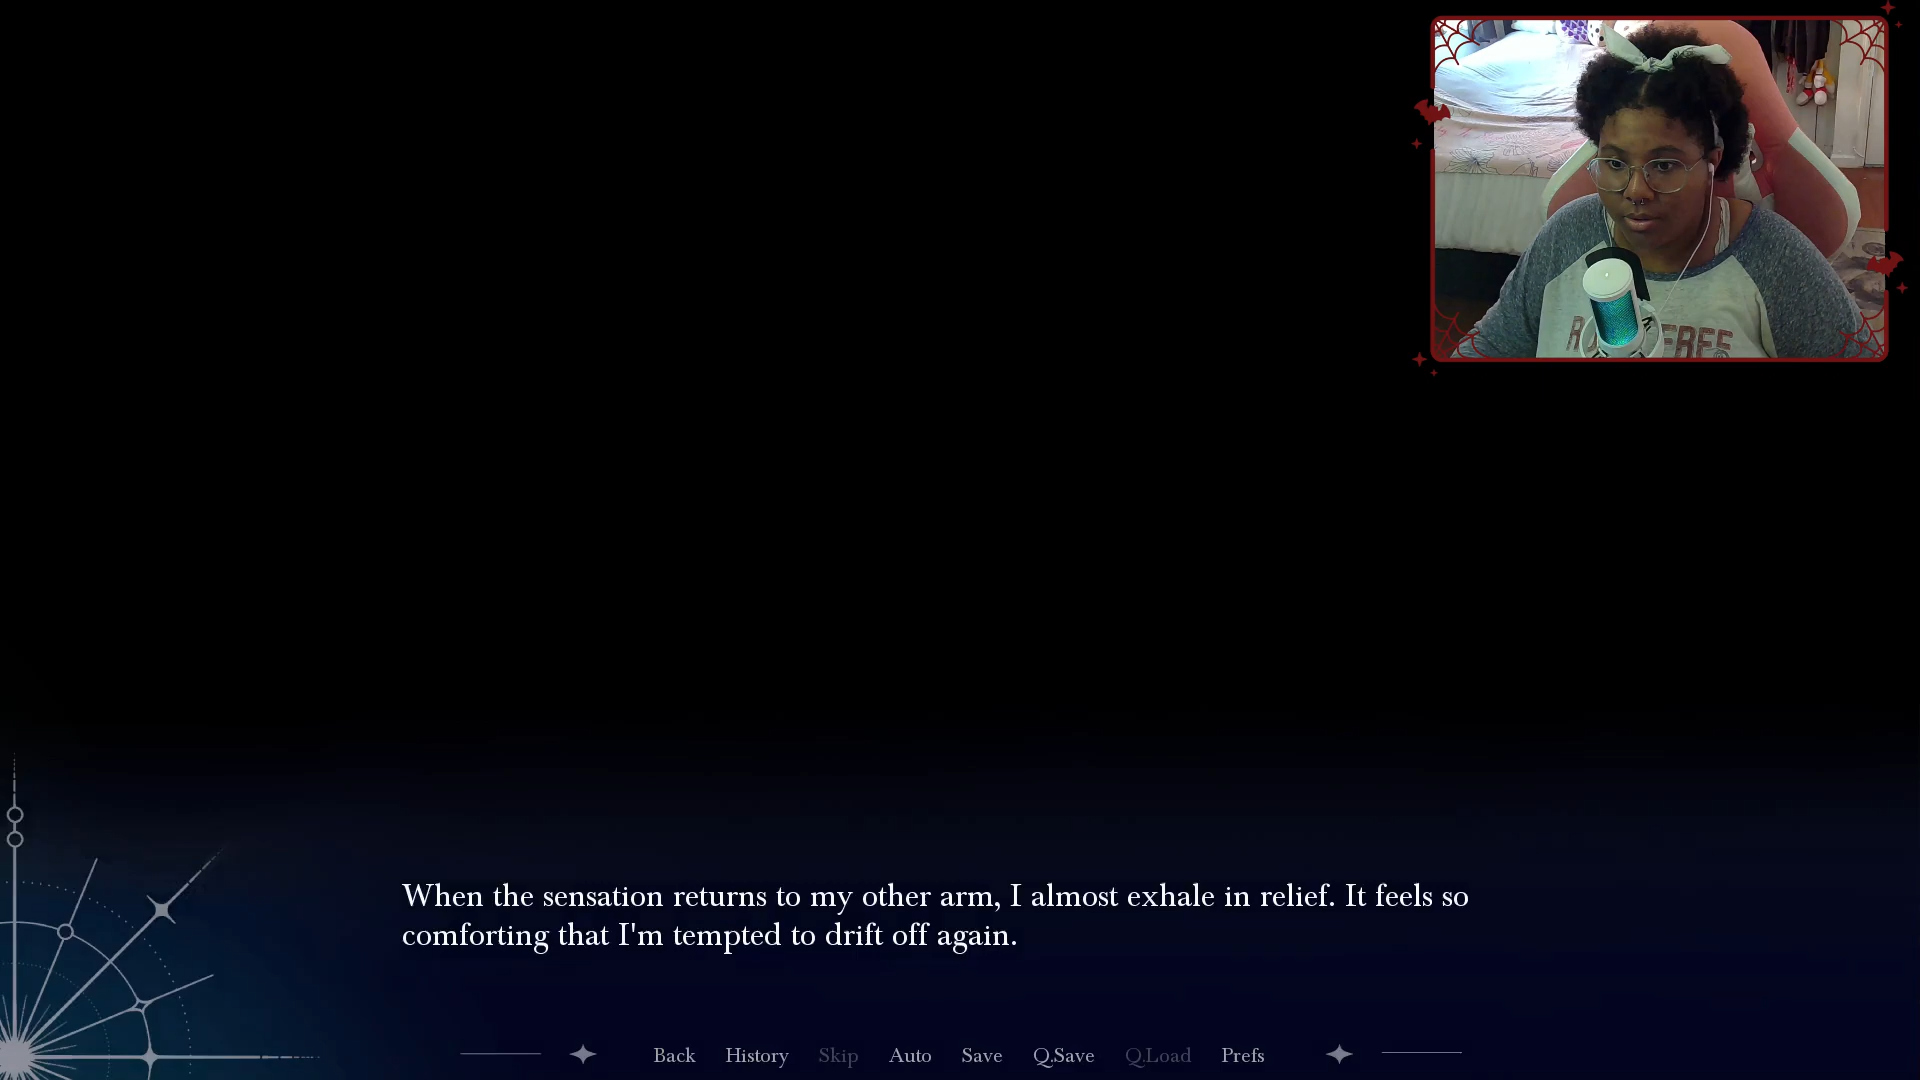 When the sensation returns to my other arm, I almost exhale in relief. It feels so
comforting that I'm tempted to drift off again.
Back History Skip Auto Save Q.Save Q.Load Prefs